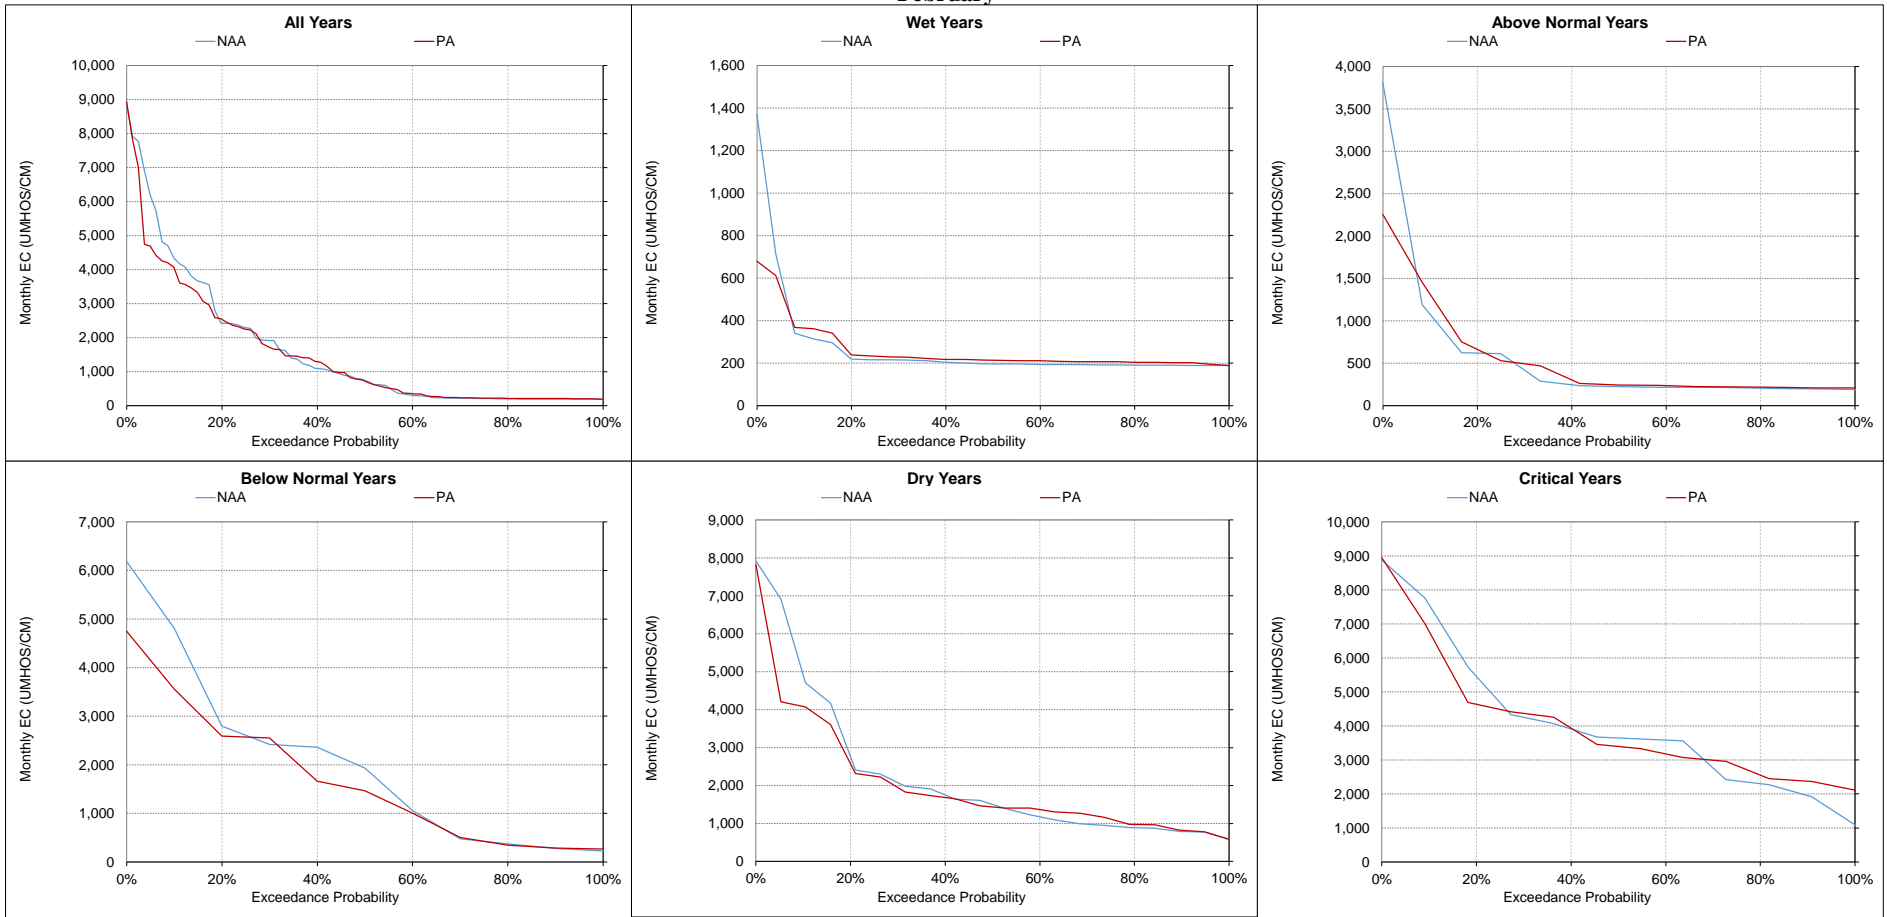 February
All Years
NAA PA
10,000
9,000
8,000
7,000
6,000
5,000
4,000
3,000
2,000
1,000
0
Monthly EC (UMHOS/CM)
0% 20% 40% 60% 80% 100%
Exceedance Probability
Wet Years
NAA PA
1,600
1,400
1,200
1,000
800
600
400
200
0
Monthly EC (UMHOS/CM)
0% 20% 40% 60% 80% 100%
Exceedance Probability
Above Normal Years
NAA PA
4,000
3,500
3,000
2,500
2,000
1,500
1,000
500
0
Monthly EC (UMHOS/CM)
0% 20% 40% 60% 80% 100%
Exceedance Probability
Below Normal Years
NAA PA
7,000
6,000
5,000
4,000
3,000
2,000
1,000
0
Monthly EC (UMHOS/CM)
0% 20% 40% 60% 80% 100%
Exceedance Probability
Dry Years
NAA PA
9,000
8,000
7,000
6,000
5,000
4,000
3,000
2,000
1,000
0
Monthly EC (UMHOS/CM)
0% 20% 40% 60% 80% 100%
Exceedance Probability
Critical Years
NAA PA
10,000
9,000
8,000
7,000
6,000
5,000
4,000
3,000
2,000
1,000
0
Monthly EC (UMHOS/CM)
0% 20% 40% 60% 80% 100%
Exceedance Probability